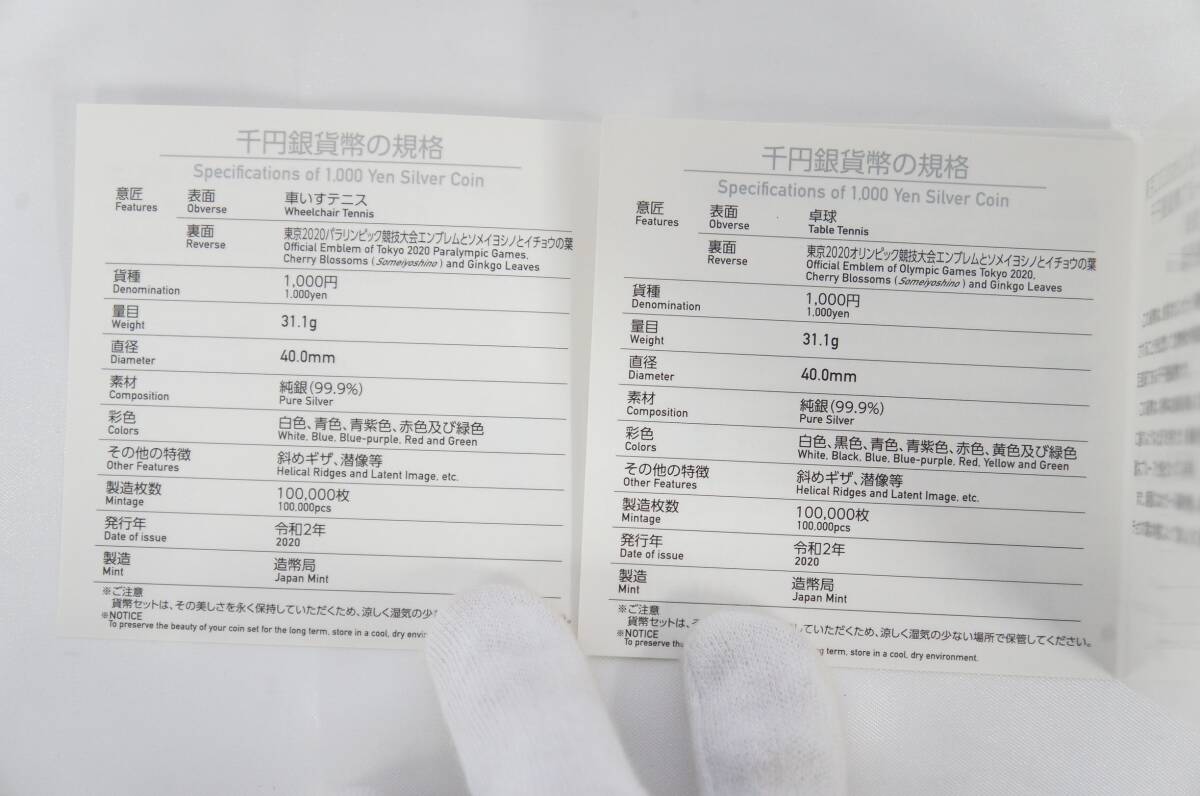 千円銀貨幣の規格
Specifications of 1,000 Yen Silver Coin
意匠 表面 車いすテニス
Features Obverse Wheelchair Tennis
裏面 東京2020パラリンピック競技大会エンブレムとソメイヨシノとイチョウの葉
Reverse Official Emblem of Tokyo 2020 Paralympic Games,
Cherry Blossoms (Someiyoshino) and Ginkgo Leaves
貨種 1,000円
Denomination 1.000yen
量目 31.1g
Weight
直径 40.0mm
Diameter
素材 純銀(99.9%)
Composition Pure Silver
彩色 白色、青色、青紫色、赤色及び緑色
Colors White, Blue, Blue-purple, Red and Green
その他の特徴 斜めギザ、潜像等
Other Features Helical Ridges and Latent Image, etc.
製造枚数 100,000枚
Mintage 100,000pcs
発行年 令和2年
Date of issue 2020
製造 造幣局
Mint Japan Mint
※ご注意
貨幣セットは、その美しさを永く保持していただくため、涼しく湿気の少な
※NOTICE
To preserve the beauty of your coin set for the long term, store in a cool, dry
千円銀貨幣の規格
Specifications of 1,000 Yen Silver Coin
意匠 表面 卓球
Features Obverse Table Tennis
裏面 東京2020オリンピック競技大会エンブレムとソメイヨシノとイチョウの葉
Reverse Official Emblem of Olympic Games Tokyo 2020,
Cherry Blossoms (Someiyoshino) and Ginkgo Leaves
貨種 1,000円
Denomination 1,000yen
量目 31.1g
Weight
直径 40.0mm
Diameter
素材 純銀(99.9%)
Composition Pure Silver
彩色 白色、黒色、青色、青紫色、赤色、黄色及び緑色
Colors White, Black, Blue, Blue-purple, Red, Yellow and Green
その他の特徴 斜めギザ、潜像等
Other Features Helical Ridges and Latent Image, etc.
製造枚数 100,000枚
Mintage 100,000pcs
発行年 令和2年
Date of issue 2020
製造 造幣局
Mint Japan Mint
※ご注意
貨幣セットは、 していただくため、涼しく湿気の少ない場所で保管してください。
※NOTICE
To preserve term, store in a cool, dry environment.